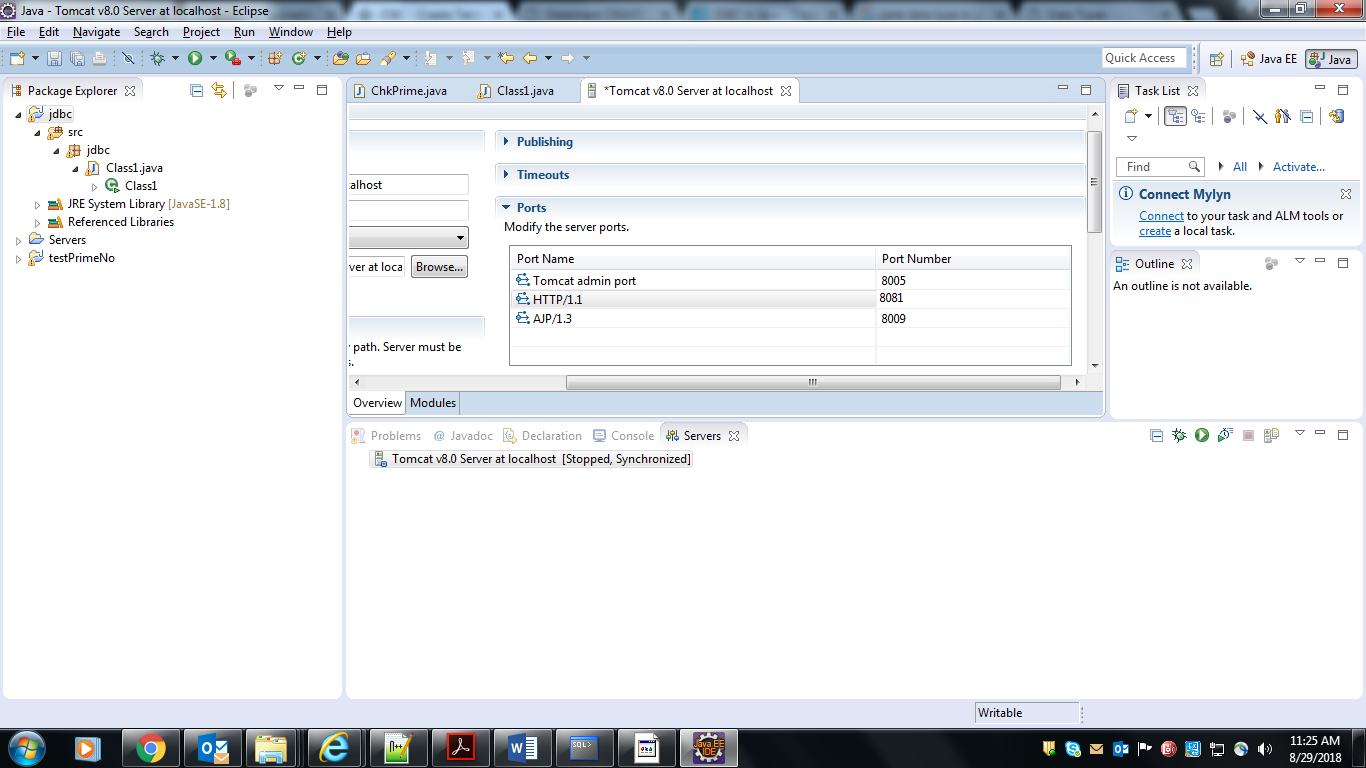 Java - Tomcat v8.0 Server at localhost - Eclipse
File Edit Navigate Search Project Run Window Help
Quick Access
Java EE
Java
Package Explorer
jdbc
src
jdbc
Class1.java
Class1
JRE System Library [JavaSE-1.8]
Referenced Libraries
Servers
testPrimeNo
ChkPrime.java
Class1.java
*Tomcat v8.0 Server at localhost
alhost
ver at loca
Browse...
path. Server must be
s.
Publishing
Timeouts
Ports
Modify the server ports.
Port Name Port Number
Tomcat admin port 8005
HTTP/1.1 8081
AJP/1.3 8009
Overview Modules
Task List
Find
All
Activate...
Connect Mylyn
Connect to your task and ALM tools or
create a local task.
Outline
An outline is not available.
Problems @ Javadoc Declaration Console Servers
Tomcat v8.0 Server at localhost [Stopped, Synchronized]
Writable
SQL>
Java EE
IDE
11:25 AM
8/29/2018